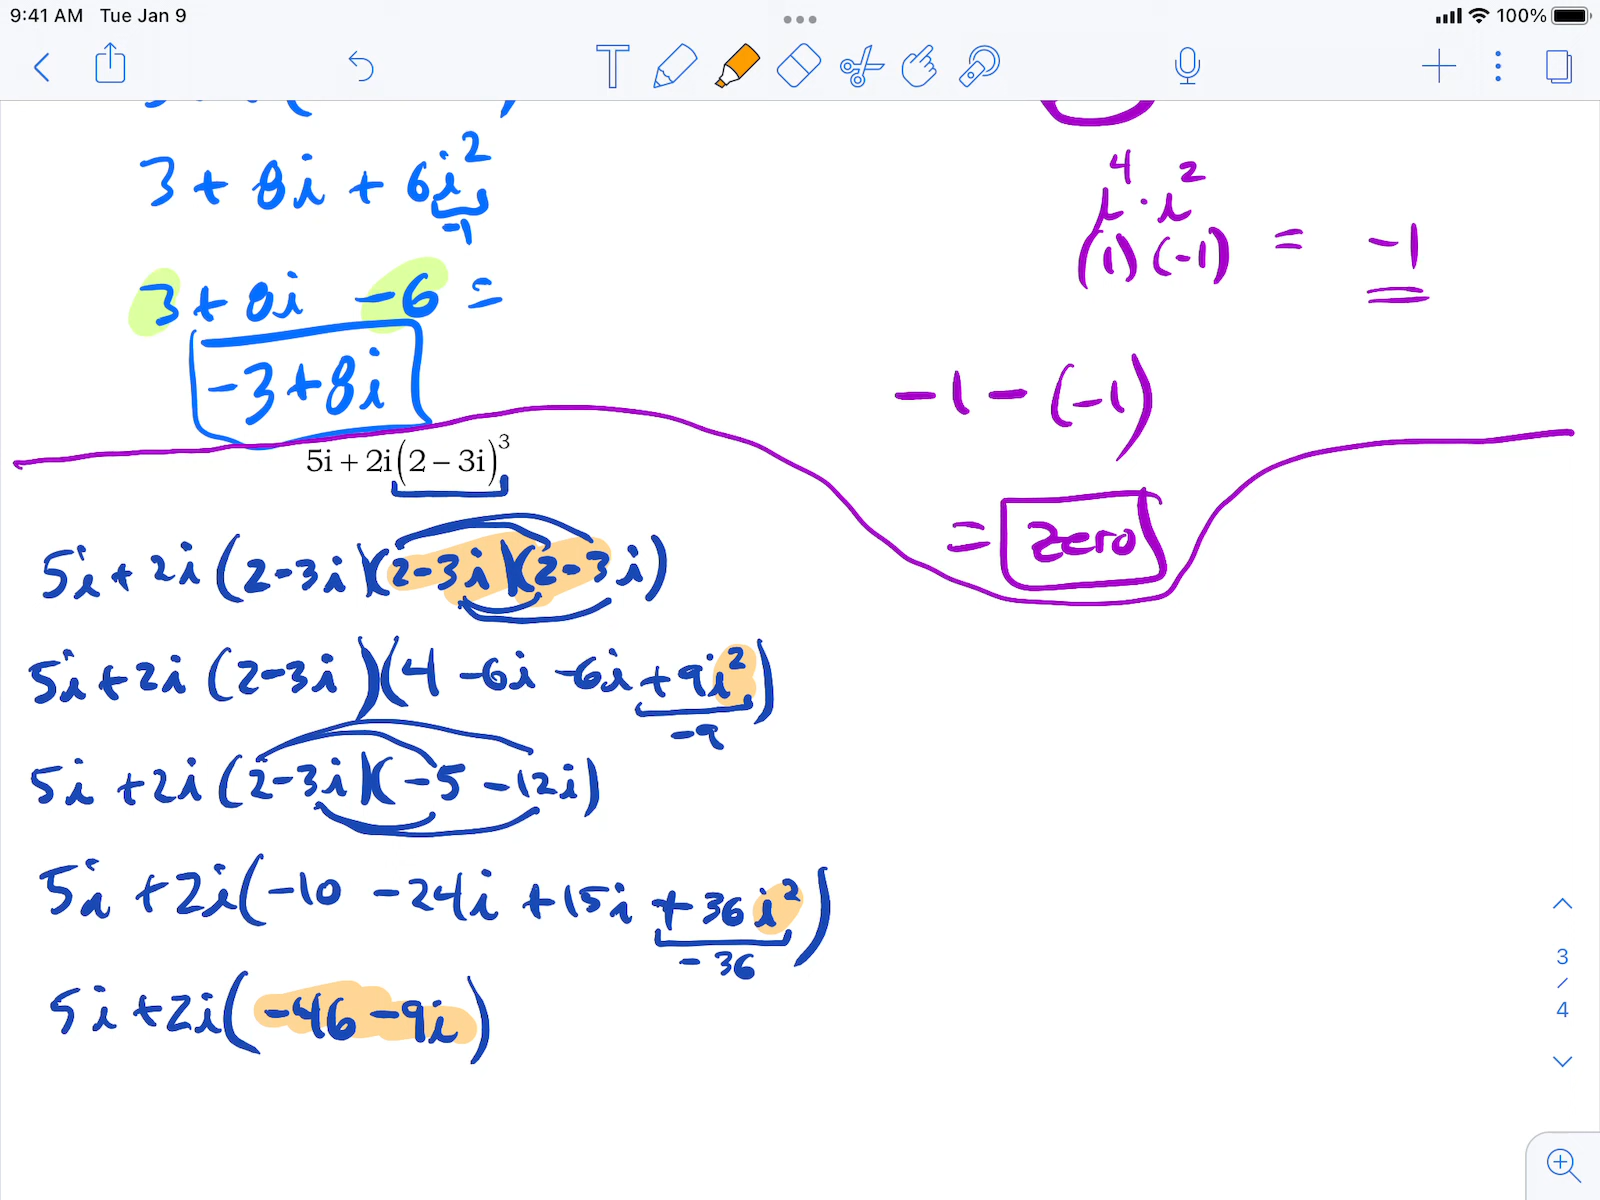 9:41 AM Tue Jan 9
100%
3 + 8i + 6i²
-1
3 + 8i - 6 =
-3 + 8i
i⁴ · i²
(1)(-1) = -1
-1 - (-1)
= zero
5i + 2i(2 – 3i)³
5i + 2i (2-3i)(2-3i)(2-3i)
5i + 2i (2-3i)(4 -6i -6i +9i²)
-9
5i + 2i (2-3i)(-5 -12i)
5i + 2i(-10 -24i +15i +36i²)
-36
5i + 2i(-46 -9i)
3
/
4